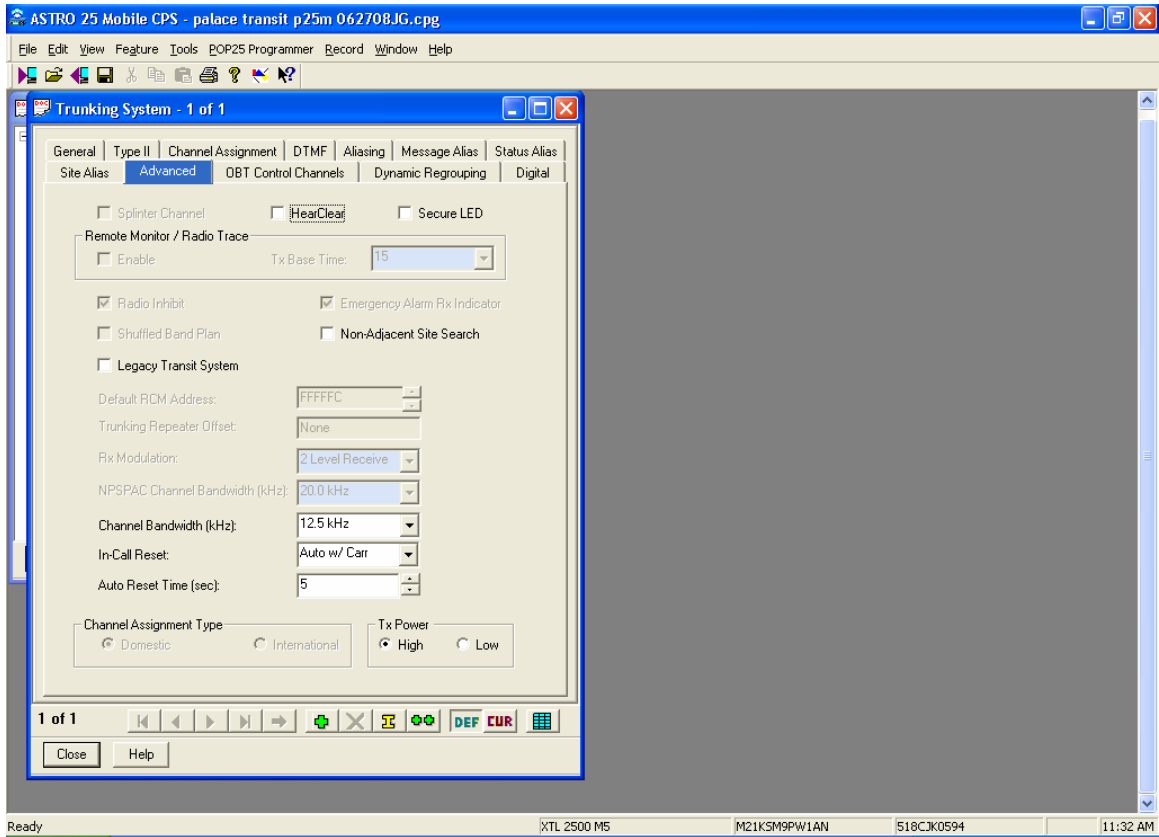 ASTRO 25 Mobile CPS - palace transit p25m 062708JG.cpg
File Edit View Feature Tools POP25 Programmer Record Window Help
Trunking System - 1 of 1
General Type II Channel Assignment DTMF Aliasing Message Alias Status Alias
Site Alias Advanced OBT Control Channels Dynamic Regrouping Digital
Splinter Channel HearClear Secure LED
Remote Monitor / Radio Trace
Enable Tx Base Time: 15
Radio Inhibit Emergency Alarm Rx Indicator
Shuffled Band Plan Non-Adjacent Site Search
Legacy Transit System
Default RCM Address: FFFFFC
Trunking Repeater Offset: None
Rx Modulation: 2 Level Receive
NPSPAC Channel Bandwidth (kHz): 20.0 kHz
Channel Bandwidth (kHz): 12.5 kHz
In-Call Reset: Auto w/ Carr
Auto Reset Time (sec): 5
Channel Assignment Type Tx Power
Domestic International High Low
1 of 1 DEF CUR
Close Help
Ready XTL 2500 M5 M21KSM9PW1AN 518CJK0594 11:32 AM